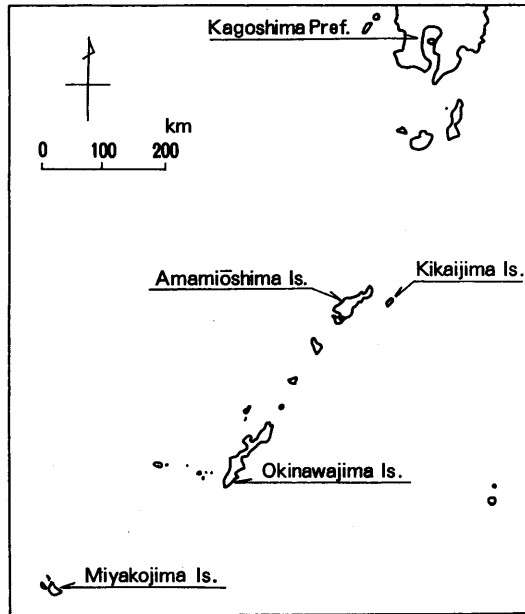 Kagoshima Pref.
km
0 100 200
Amamiōshima Is.
Kikaijima Is.
Okinawajima Is.
Miyakojima Is.